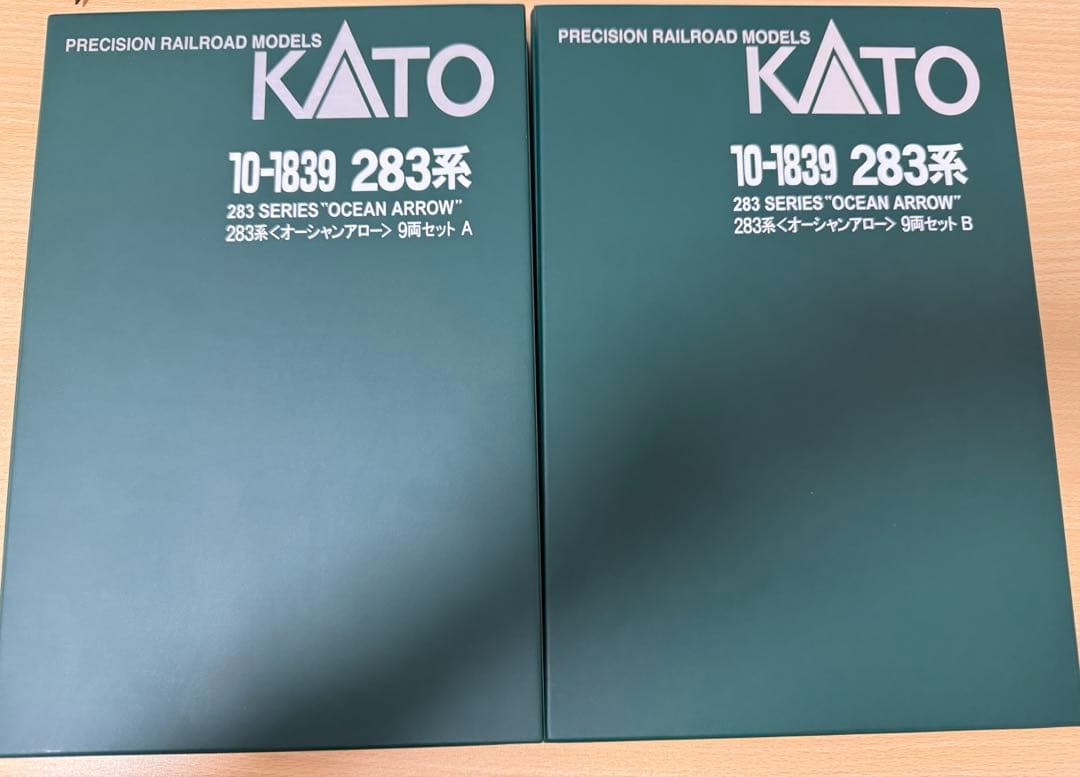 PRECISION RAILROAD MODELS
KATO
10-1839 283系
283 SERIES "OCEAN ARROW"
283系<オーシャンアロー> 9両セット A
PRECISION RAILROAD MODELS
KATO
10-1839 283系
283 SERIES "OCEAN ARROW"
283系<オーシャンアロー> 9両セット B